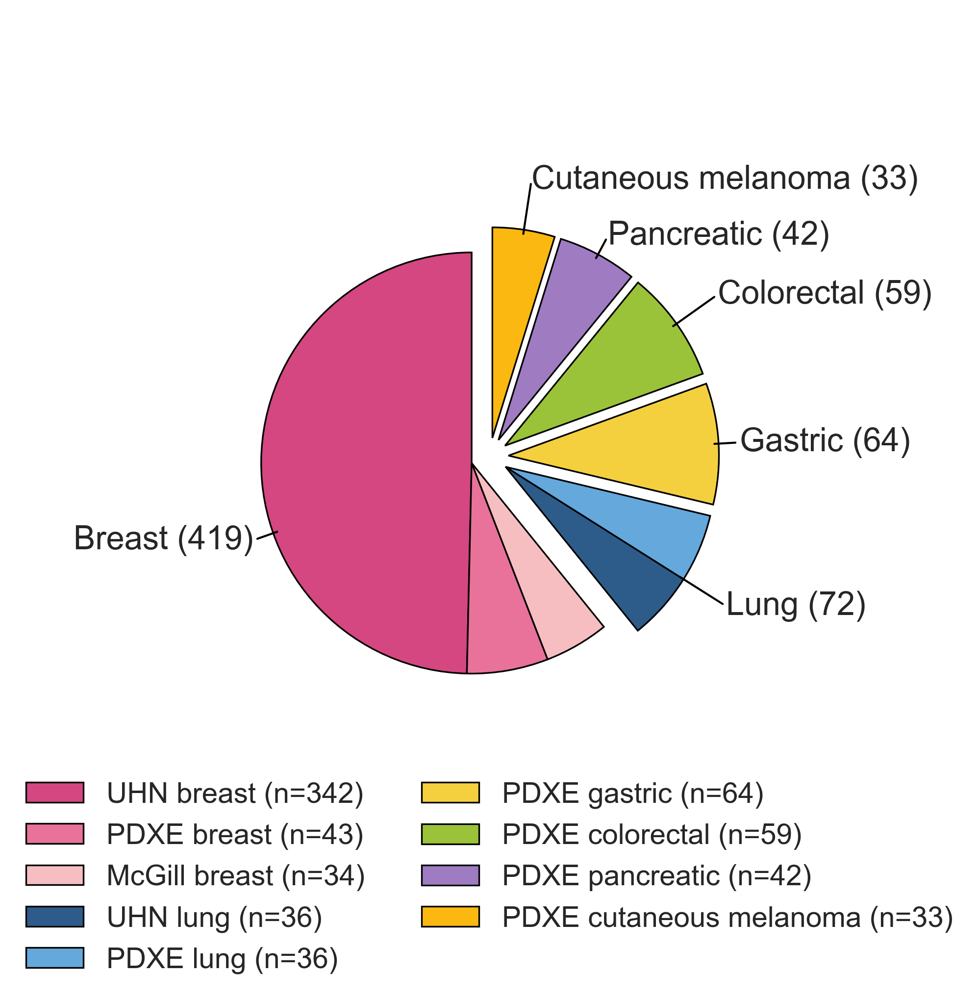 Cutaneous melanoma (33)
Pancreatic (42)
Colorectal (59)
Gastric (64)
Breast (419)
Lung (72)
UHN breast (n=342)
PDXE breast (n=43)
McGill breast (n=34)
UHN lung (n=36)
PDXE lung (n=36)
PDXE gastric (n=64)
PDXE colorectal (n=59)
PDXE pancreatic (n=42)
PDXE cutaneous melanoma (n=33)